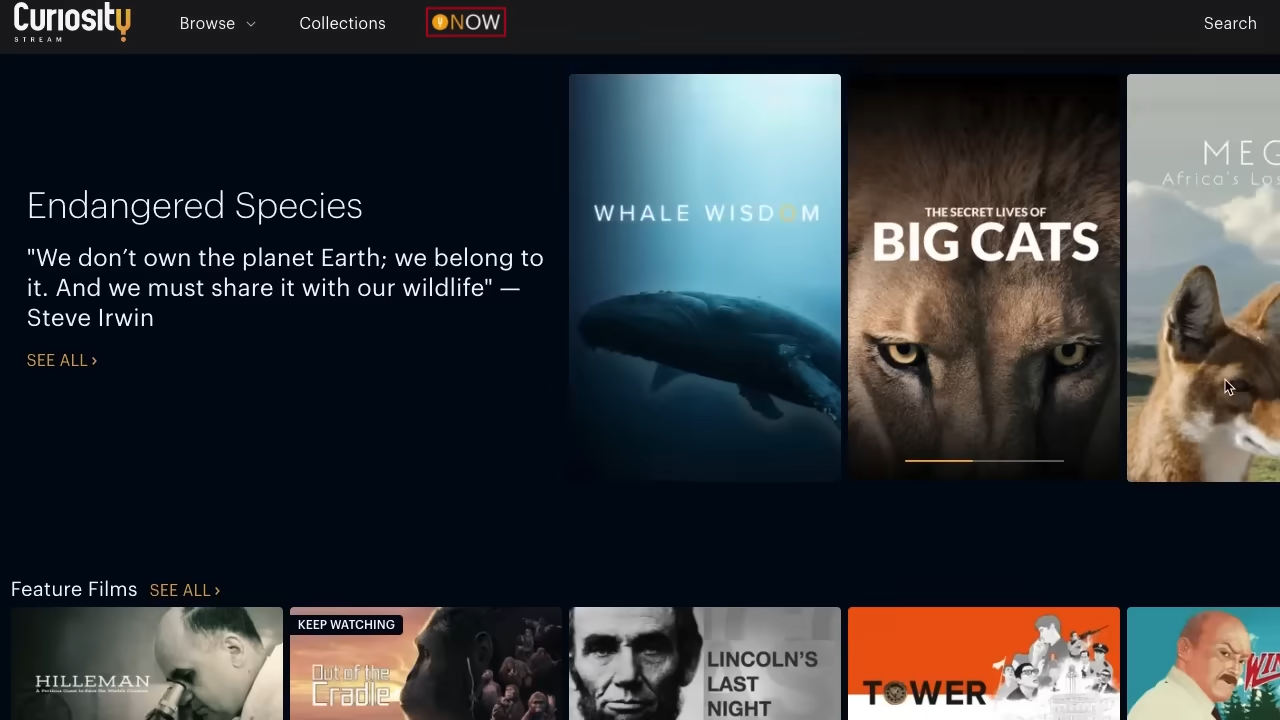 Curiosity
STREAM
Browse
Collections
NOW
Search
Endangered Species
"We don’t own the planet Earth; we belong to
it. And we must share it with our wildlife" —
Steve Irwin
SEE ALL ›
WHALE WISDOM
THE SECRET LIVES OF
BIG CATS
MEG
Africa's Los
Feature Films SEE ALL ›
HILLEMAN
KEEP WATCHING
Out of the
Cradle
LINCOLN'S
LAST
NIGHT
TOWER